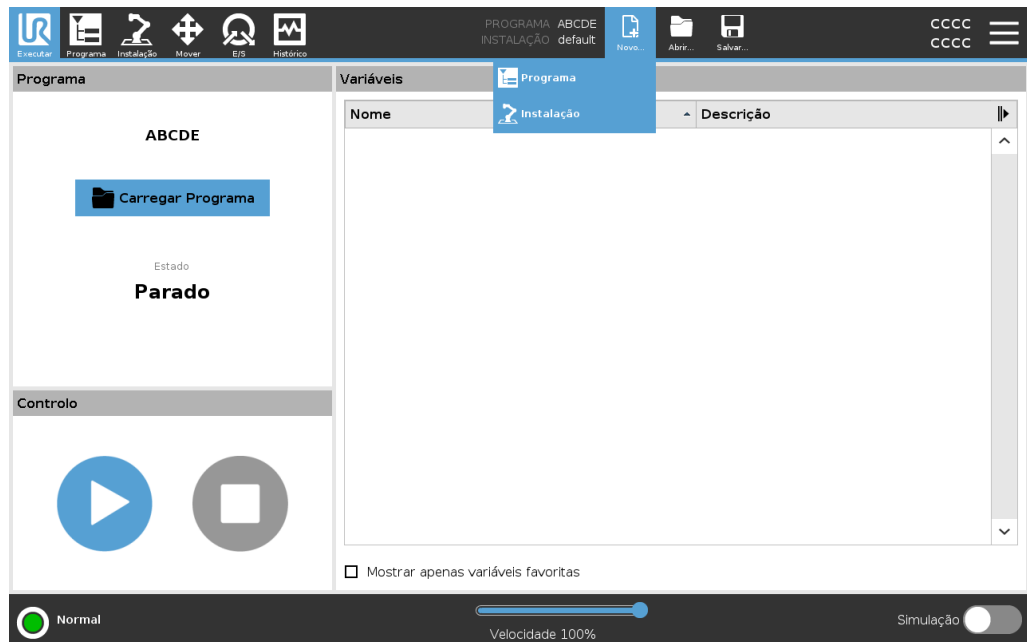 UR
Executar
Programa
Instalação
Mover
E/S
Histórico
PROGRAMA ABCDE
INSTALAÇÃO default
Novo...
Abrir...
Salvar...
CCCC
CCCC
Programa
Instalação
Programa
ABCDE
Carregar Programa
Estado
Parado
Controlo
Variáveis
Nome
Descrição
Mostrar apenas variáveis favoritas
Normal
Velocidade 100%
Simulação